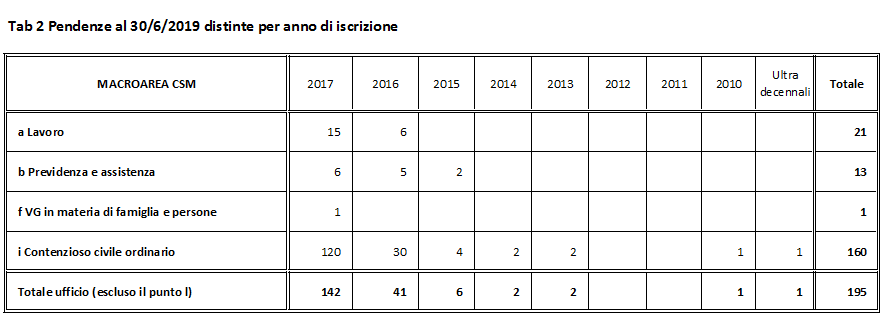 Tab 2 Pendenze al 30/6/2019 distinte per anno di iscrizione
MACROAREA CSM 2017 2016 2015 2014 2013 2012 2011 2010 Ultra decennali Totale
a Lavoro 15 6 21
b Previdenza e assistenza 6 5 2 13
f VG in materia di famiglia e persone 1 1
i Contenzioso civile ordinario 120 30 4 2 2 1 1 160
Totale ufficio (escluso il punto l) 142 41 6 2 2 1 1 195